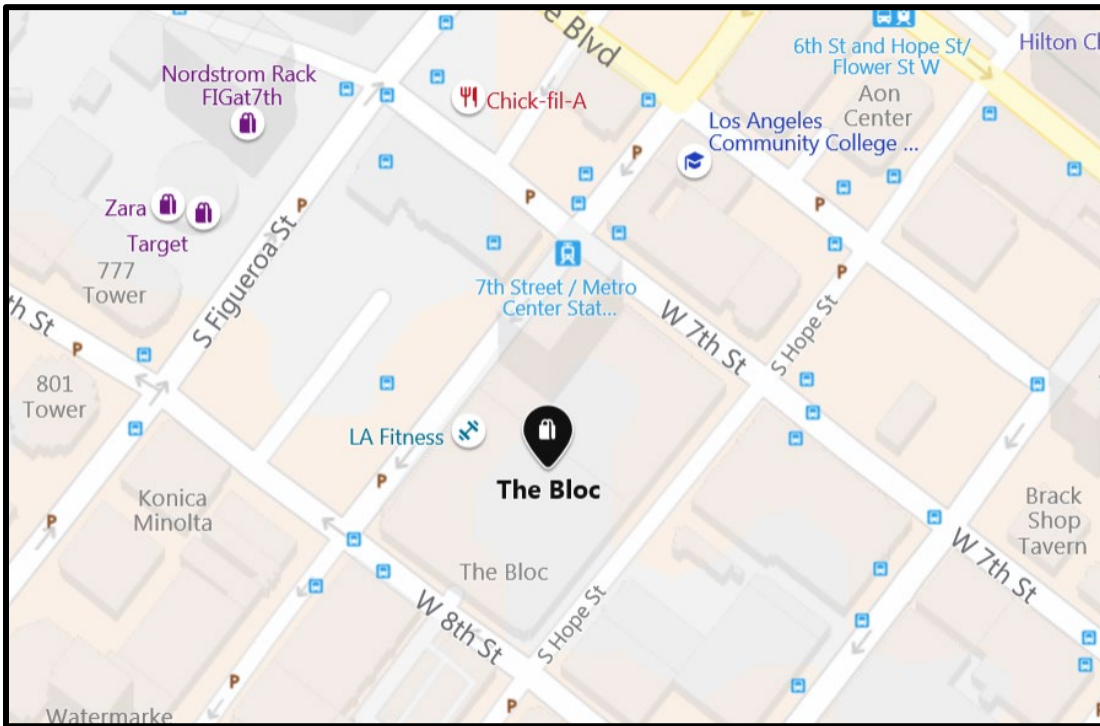 e Blvd
6th St and Hope St/
Flower St W
Hilton Cl
Nordstrom Rack
FIGat7th
Chick-fil-A
Aon
Center
Los Angeles
Community College ...
P
P
P
P
Zara
Target
777
Tower
S Figueroa St
7th Street / Metro
Center Stat...
P
W 7th St
S Hope St
th St
P
801
Tower
LA Fitness
The Bloc
P
Konica
Minolta
P
Brack
Shop
Tavern
W 7th St
The Bloc
W 8th St
S Hope St
P
P
P
Watermarke